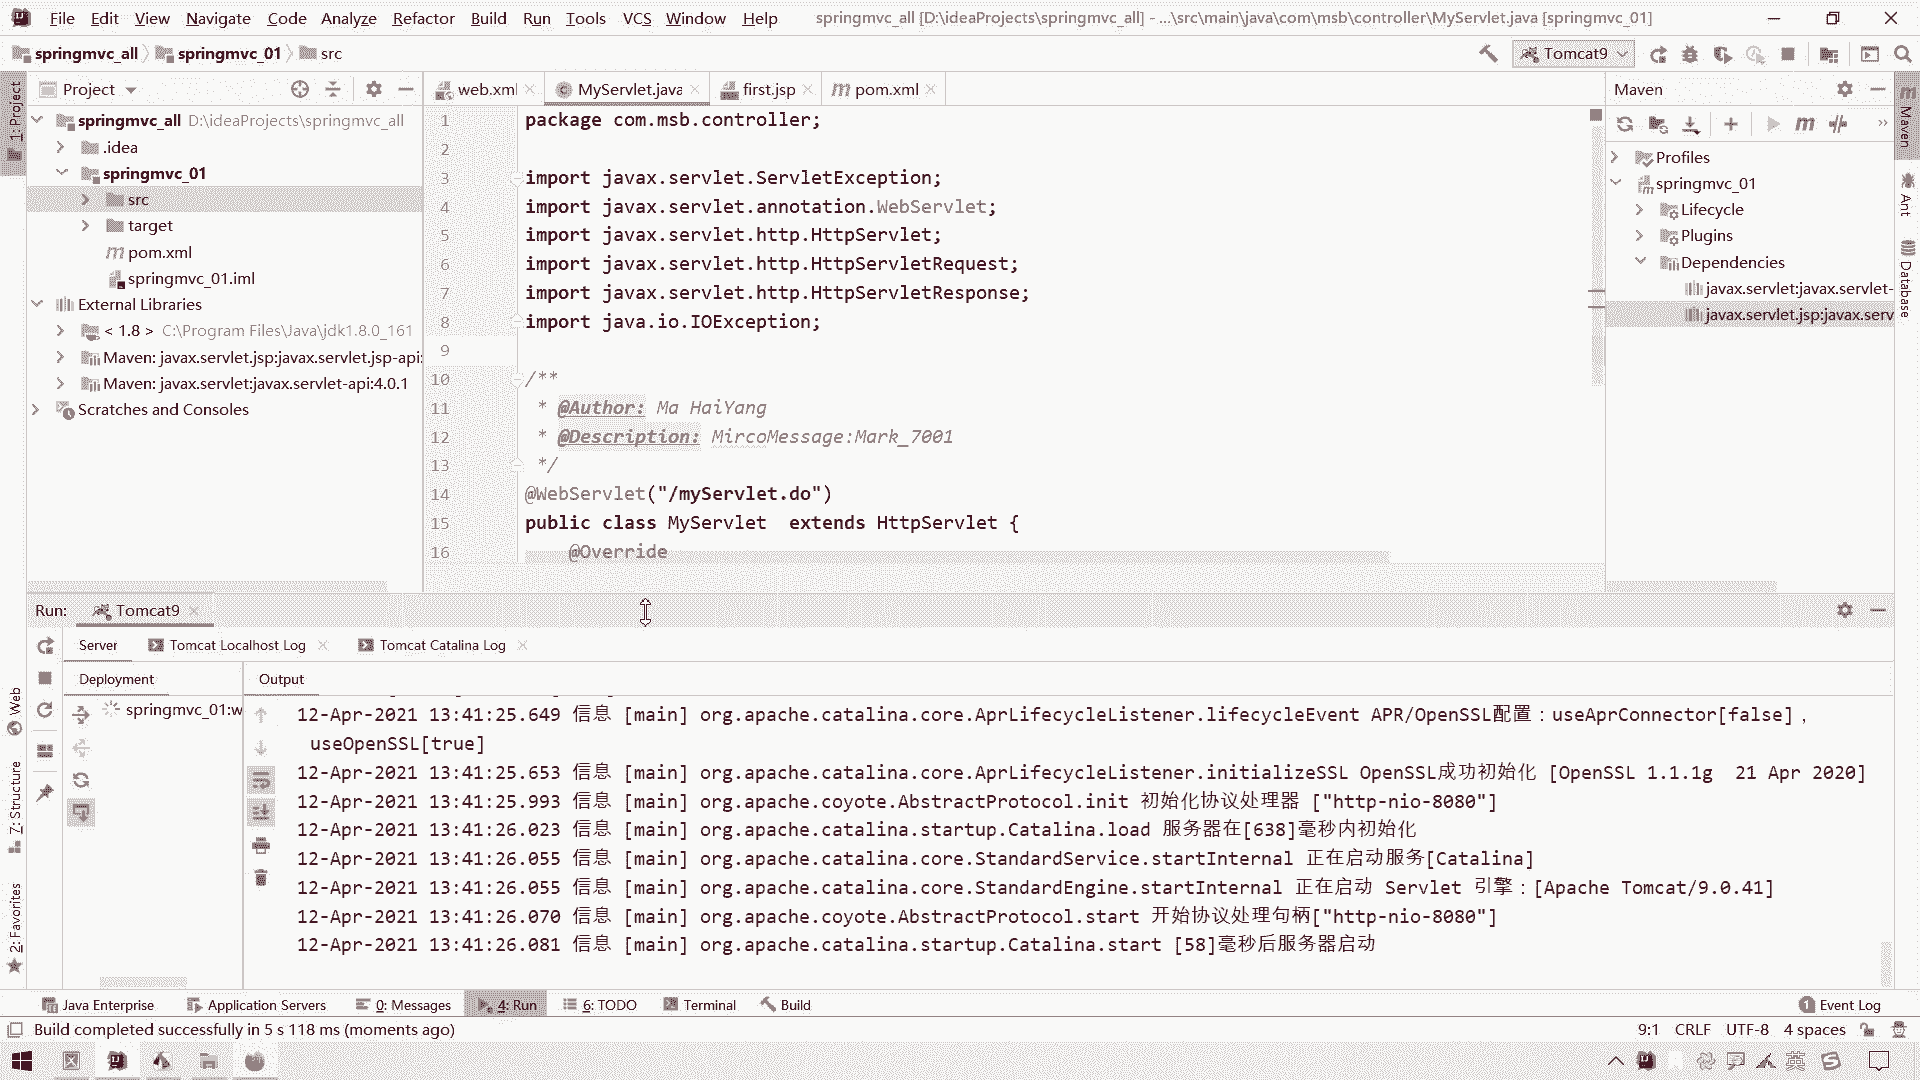 File Edit View Navigate Code Analyze Refactor Build Run Tools VCS Window Help springmvc_all [D:\ideaProjects\springmvc_all] - ...\src\main\java\com\msb\controller\MyServlet.java [springmvc_01]
springmvc_all springmvc_01 src Tomcat9
1: Project
Project
springmvc_all D:\ideaProjects\springmvc_all
.idea
springmvc_01
src
target
pom.xml
springmvc_01.iml
External Libraries
< 1.8 > C:\Program Files\Java\jdk1.8.0_161
Maven: javax.servlet.jsp:javax.servlet.jsp-api:
Maven: javax.servlet:javax.servlet-api:4.0.1
Scratches and Consoles
web.xml MyServlet.java first.jsp pom.xml
1 package com.msb.controller;
2
3 import javax.servlet.ServletException;
4 import javax.servlet.annotation.WebServlet;
5 import javax.servlet.http.HttpServlet;
6 import javax.servlet.http.HttpServletRequest;
7 import javax.servlet.http.HttpServletResponse;
8 import java.io.IOException;
9
10 /**
11 * @Author: Ma HaiYang
12 * @Description: MircoMessage:Mark_7001
13 */
14 @WebServlet("/myServlet.do")
15 public class MyServlet  extends HttpServlet {
16 @Override
Maven
Profiles
springmvc_01
Lifecycle
Plugins
Dependencies
javax.servlet:javax.servlet-
javax.servlet.jsp:javax.serv
Maven
Ant
Database
Run: Tomcat9
Server Tomcat Localhost Log Tomcat Catalina Log
Deployment Output
springmvc_01:w
12-Apr-2021 13:41:25.649 信息 [main] org.apache.catalina.core.AprLifecycleListener.lifecycleEvent APR/OpenSSL配置：useAprConnector[false]，
useOpenSSL[true]
12-Apr-2021 13:41:25.653 信息 [main] org.apache.catalina.core.AprLifecycleListener.initializeSSL OpenSSL成功初始化 [OpenSSL 1.1.1g  21 Apr 2020]
12-Apr-2021 13:41:25.993 信息 [main] org.apache.coyote.AbstractProtocol.init 初始化协议处理器 ["http-nio-8080"]
12-Apr-2021 13:41:26.023 信息 [main] org.apache.catalina.startup.Catalina.load 服务器在[638]毫秒内初始化
12-Apr-2021 13:41:26.055 信息 [main] org.apache.catalina.core.StandardService.startInternal 正在启动服务[Catalina]
12-Apr-2021 13:41:26.055 信息 [main] org.apache.catalina.core.StandardEngine.startInternal 正在启动 Servlet 引擎：[Apache Tomcat/9.0.41]
12-Apr-2021 13:41:26.070 信息 [main] org.apache.coyote.AbstractProtocol.start 开始协议处理句柄["http-nio-8080"]
12-Apr-2021 13:41:26.081 信息 [main] org.apache.catalina.startup.Catalina.start [58]毫秒后服务器启动
Web
7: Structure
2: Favorites
Java Enterprise Application Servers 0: Messages 4: Run 6: TODO Terminal Build 1 Event Log
Build completed successfully in 5 s 118 ms (moments ago) 9:1 CRLF UTF-8 4 spaces
英